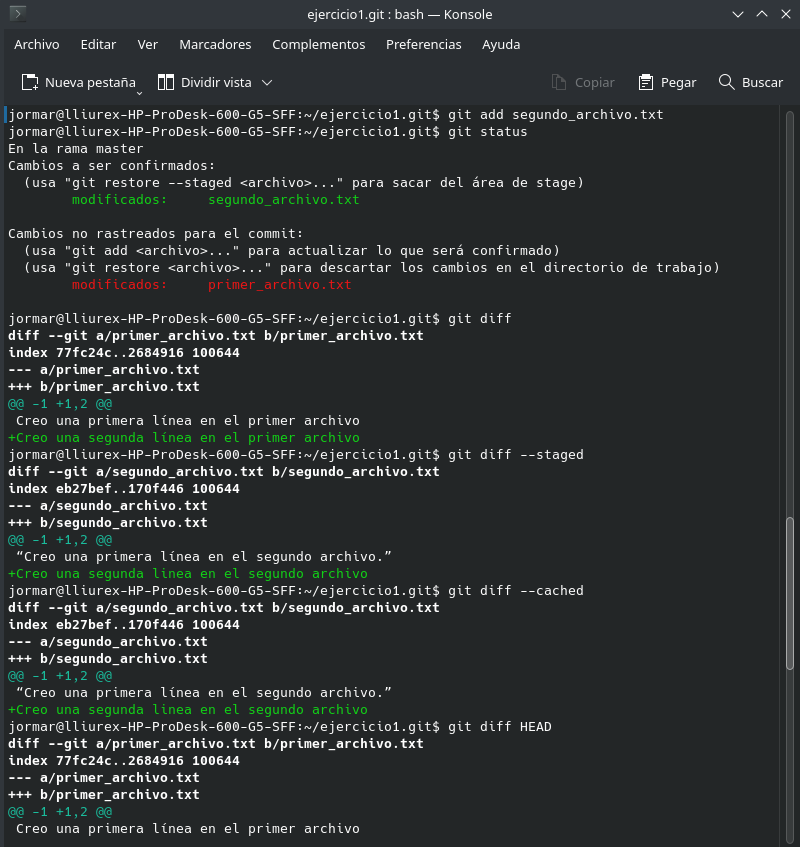 ejercicio1.git : bash — Konsole
Archivo Editar Ver Marcadores Complementos Preferencias Ayuda
Nueva pestaña Dividir vista Copiar Pegar Buscar
jormar@lliurex-HP-ProDesk-600-G5-SFF:~/ejercicio1.git$ git add segundo_archivo.txt
jormar@lliurex-HP-ProDesk-600-G5-SFF:~/ejercicio1.git$ git status
En la rama master
Cambios a ser confirmados:
  (usa "git restore --staged <archivo>..." para sacar del área de stage)
        modificados:     segundo_archivo.txt

Cambios no rastreados para el commit:
  (usa "git add <archivo>..." para actualizar lo que será confirmado)
  (usa "git restore <archivo>..." para descartar los cambios en el directorio de trabajo)
        modificados:     primer_archivo.txt

jormar@lliurex-HP-ProDesk-600-G5-SFF:~/ejercicio1.git$ git diff
diff --git a/primer_archivo.txt b/primer_archivo.txt
index 77fc24c..2684916 100644
--- a/primer_archivo.txt
+++ b/primer_archivo.txt
@@ -1 +1,2 @@
 Creo una primera línea en el primer archivo
+Creo una segunda línea en el primer archivo
jormar@lliurex-HP-ProDesk-600-G5-SFF:~/ejercicio1.git$ git diff --staged
diff --git a/segundo_archivo.txt b/segundo_archivo.txt
index eb27bef..170f446 100644
--- a/segundo_archivo.txt
+++ b/segundo_archivo.txt
@@ -1 +1,2 @@
 “Creo una primera línea en el segundo archivo.”
+Creo una segunda linea en el segundo archivo
jormar@lliurex-HP-ProDesk-600-G5-SFF:~/ejercicio1.git$ git diff --cached
diff --git a/segundo_archivo.txt b/segundo_archivo.txt
index eb27bef..170f446 100644
--- a/segundo_archivo.txt
+++ b/segundo_archivo.txt
@@ -1 +1,2 @@
 “Creo una primera línea en el segundo archivo.”
+Creo una segunda linea en el segundo archivo
jormar@lliurex-HP-ProDesk-600-G5-SFF:~/ejercicio1.git$ git diff HEAD
diff --git a/primer_archivo.txt b/primer_archivo.txt
index 77fc24c..2684916 100644
--- a/primer_archivo.txt
+++ b/primer_archivo.txt
@@ -1 +1,2 @@
 Creo una primera línea en el primer archivo